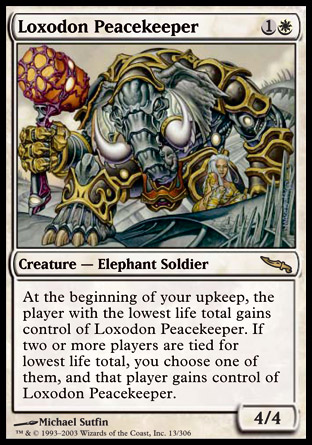 Loxodon Peacekeeper 1
Creature — Elephant Soldier
At the beginning of your upkeep, the
player with the lowest life total gains
control of Loxodon Peacekeeper. If
two or more players are tied for
lowest life total, you choose one of
them, and that player gains control of
Loxodon Peacekeeper.
4/4
Michael Sutfin
™ & © 1993–2003 Wizards of the Coast, Inc. 13/306